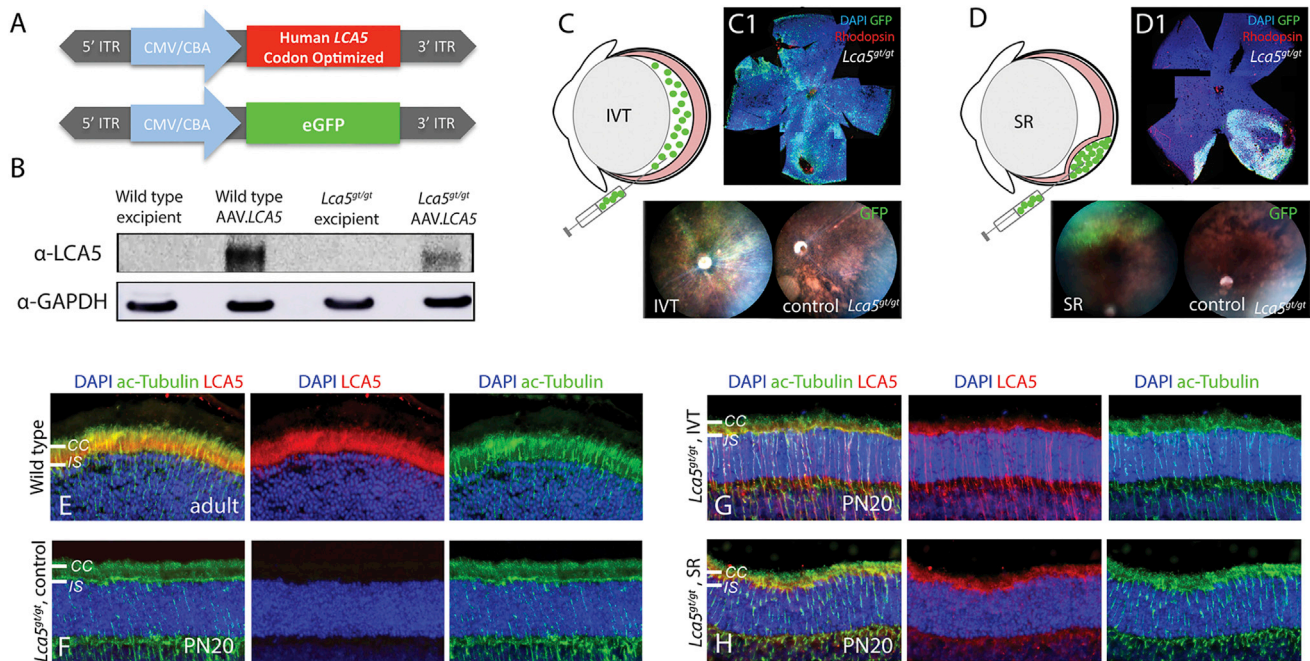 A
5' ITR CMV/CBA Human LCA5 Codon Optimized 3' ITR
5' ITR CMV/CBA eGFP 3' ITR
B
Wild type excipient
Wild type AAV.LCA5
Lca5gt/gt excipient
Lca5gt/gt AAV.LCA5
α-LCA5
α-GAPDH
C
IVT
C1
DAPI GFP
Rhodopsin
Lca5gt/gt
GFP
IVT control Lca5gt/gt
D
SR
D1
DAPI GFP
Rhodopsin
Lca5gt/gt
GFP
SR control Lca5gt/gt
DAPI ac-Tubulin LCA5 DAPI LCA5 DAPI ac-Tubulin
Wild type
CC
IS
E adult
Lca5gt/gt, control
CC
IS
F PN20
DAPI ac-Tubulin LCA5 DAPI LCA5 DAPI ac-Tubulin
Lca5gt/gt, IVT
CC
IS
G PN20
Lca5gt/gt, SR
CC
IS
H PN20